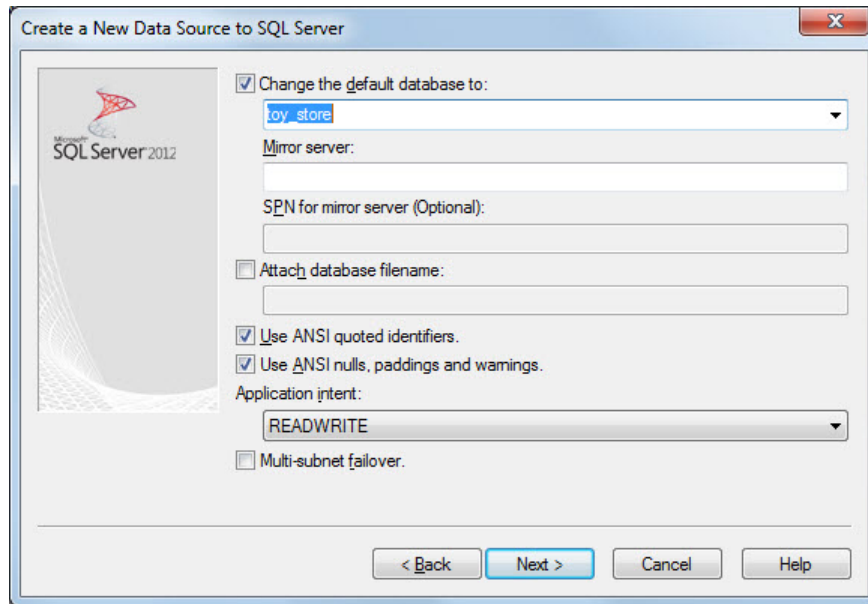 Create a New Data Source to SQL Server
Microsoft
SQL Server 2012
Change the default database to:
toy_store
Mirror server:
SPN for mirror server (Optional):
Attach database filename:
Use ANSI quoted identifiers.
Use ANSI nulls, paddings and warnings.
Application intent:
READWRITE
Multi-subnet failover.
< Back Next > Cancel Help